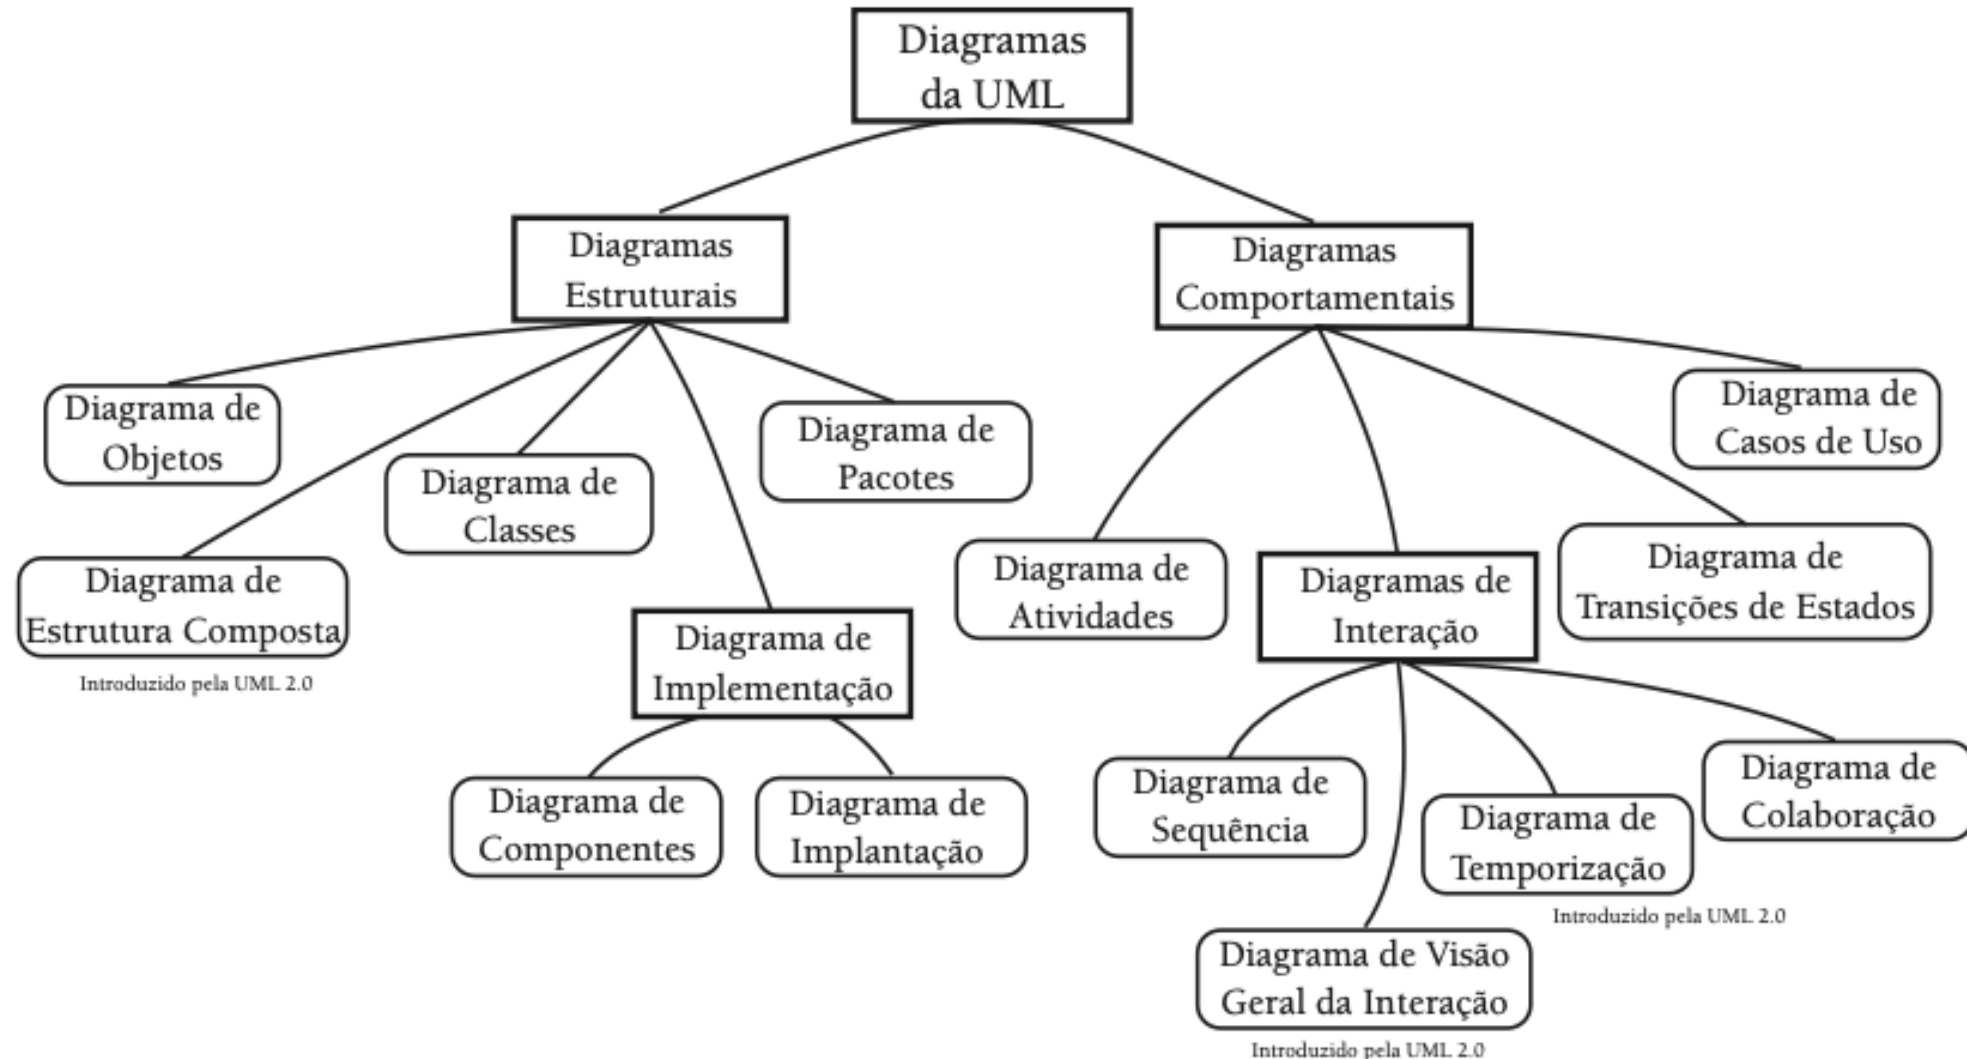 Diagramas
da UML
Diagramas
Estruturais
Diagramas
Comportamentais
Diagrama de
Objetos
Diagrama de
Classes
Diagrama de
Pacotes
Diagrama de
Casos de Uso
Diagrama de
Estrutura Composta
Introduzido pela UML 2.0
Diagrama de
Implementação
Diagrama de
Atividades
Diagramas de
Interação
Diagrama de
Transições de Estados
Diagrama de
Componentes
Diagrama de
Implantação
Diagrama de
Sequência
Diagrama de
Temporização
Introduzido pela UML 2.0
Diagrama de
Colaboração
Diagrama de Visão
Geral da Interação
Introduzido pela UML 2.0